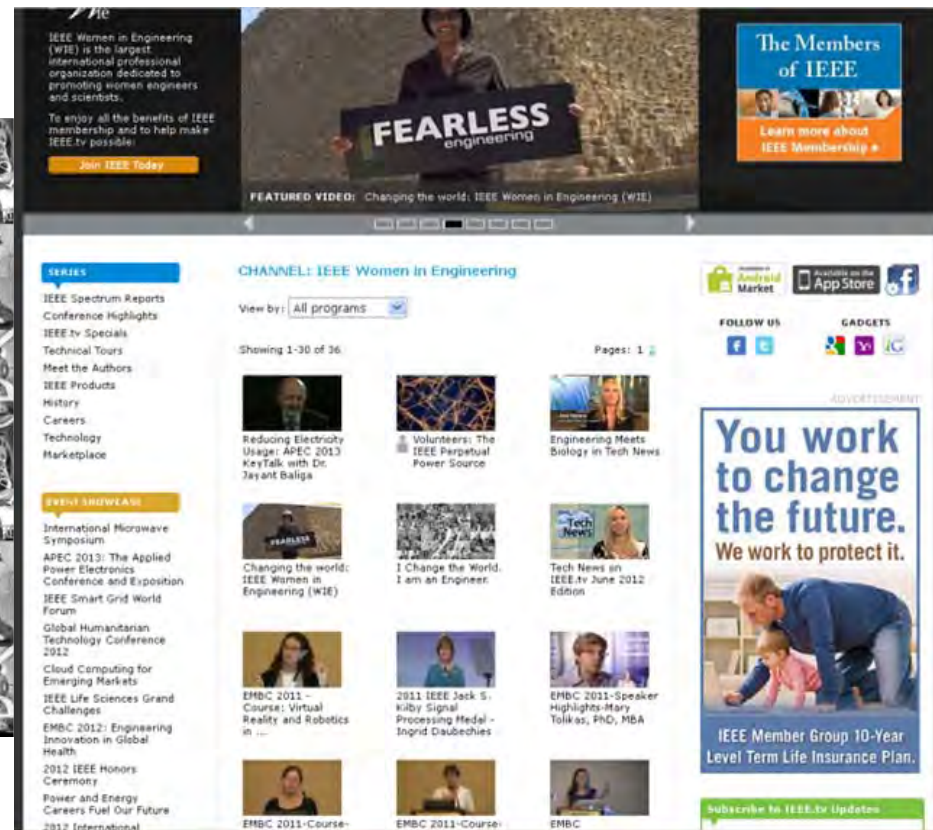 IEEE Women in Engineering
(WIE) is the largest
international professional
organization dedicated to
promoting women engineers
and scientists.
To enjoy all the benefits of IEEE
membership and to help make
IEEE.tv possible:
Join IEEE Today
FEARLESS
engineering
FEATURED VIDEO: Changing the world: IEEE Women in Engineering (WIE)
The Members
of IEEE
Learn more about
IEEE Membership
SERIES
IEEE Spectrum Reports
Conference Highlights
IEEE.tv Specials
Technical Tours
Meet the Authors
IEEE Products
History
Careers
Technology
Marketplace
EVENT SHOWCASE
International Microwave
Symposium
APEC 2013: The Applied
Power Electronics
Conference and Exposition
IEEE Smart Grid World
Forum
Global Humanitarian
Technology Conference
2012
Cloud Computing for
Emerging Markets
IEEE Life Sciences Grand
Challenges
EMBC 2012: Engineering
Innovation in Global
Health
2012 IEEE Honors
Ceremony
Power and Energy
Careers Fuel Our Future
2012 International
CHANNEL: IEEE Women in Engineering
View by: All programs
Showing 1-30 of 36
Pages: 1 2
Reducing Electricity
Usage: APEC 2013
KeyTalk with Dr.
Jayant Baliga
Volunteers: The
IEEE Perpetual
Power Source
Engineering Meets
Biology in Tech News
FEARLESS
Changing the world:
IEEE Women in
Engineering (WIE)
I Change the World.
I am an Engineer.
Tech
News
Tech News on
IEEE.tv June 2012
Edition
EMBC 2011 -
Course: Virtual
Reality and Robotics
in ...
2011 IEEE Jack S.
Kilby Signal
Processing Medal -
Ingrid Daubechies
EMBC 2011-Speaker
Highlights-Mary
Tolikas, PhD, MBA
EMBC 2011-Course-
EMBC 2011-Course-
EMBC
Android
Market
Available on the
App Store
FOLLOW US
GADGETS
ADVERTISEMENT
You work
to change
the future.
We work to protect it.
IEEE Member Group 10-Year
Level Term Life Insurance Plan.
Subscribe to IEEE.tv Updates